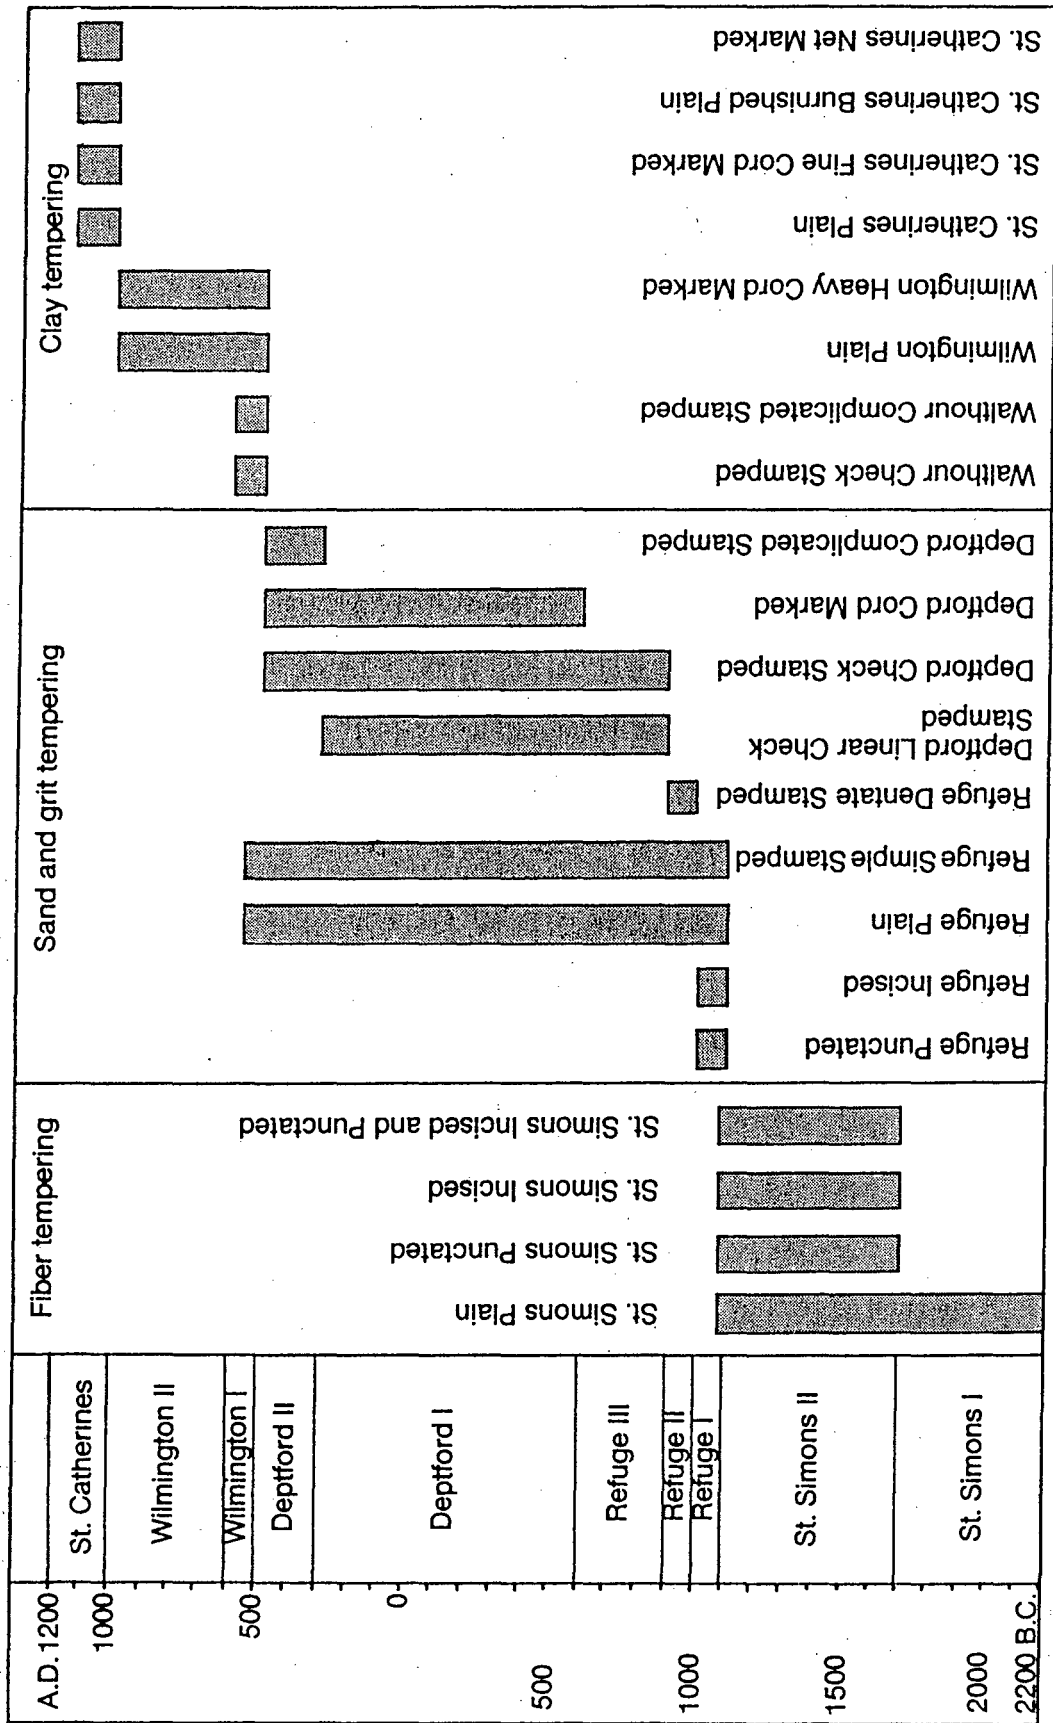 Fiber tempering
Sand and grit tempering
Clay tempering
A.D. 1200
1000
500
0
500
1000
1500
2000
2200 B.C.
St. Catherines
Wilmington II
Wilmington I
Deptford II
Deptford I
Refuge III
Refuge II
Refuge I
St. Simons II
St. Simons I
St. Simons Plain
St. Simons Punctated
St. Simons Incised
St. Simons Incised and Punctated
Refuge Punctated
Refuge Incised
Refuge Plain
Refuge Simple Stamped
Refuge Dentate Stamped
Deptford Linear Check
Stamped
Deptford Check Stamped
Deptford Cord Marked
Deptford Complicated Stamped
Walthour Check Stamped
Walthour Complicated Stamped
Wilmington Plain
Wilmington Heavy Cord Marked
St. Catherines Plain
St. Catherines Fine Cord Marked
St. Catherines Burnished Plain
St. Catherines Net Marked